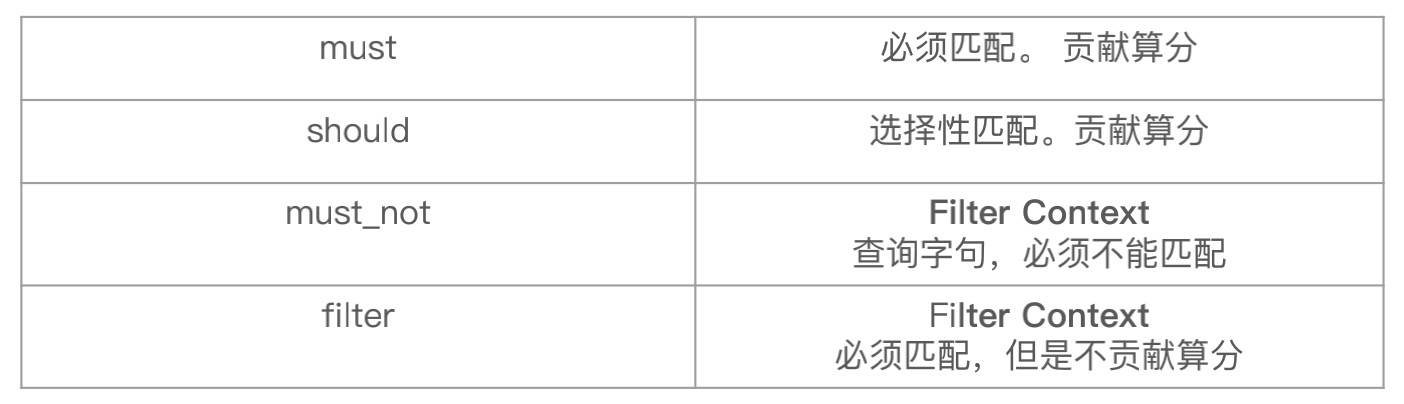 must
必须匹配。 贡献算分
should
选择性匹配。贡献算分
must_not
Filter Context
查询字句，必须不能匹配
filter
Filter Context
必须匹配，但是不贡献算分